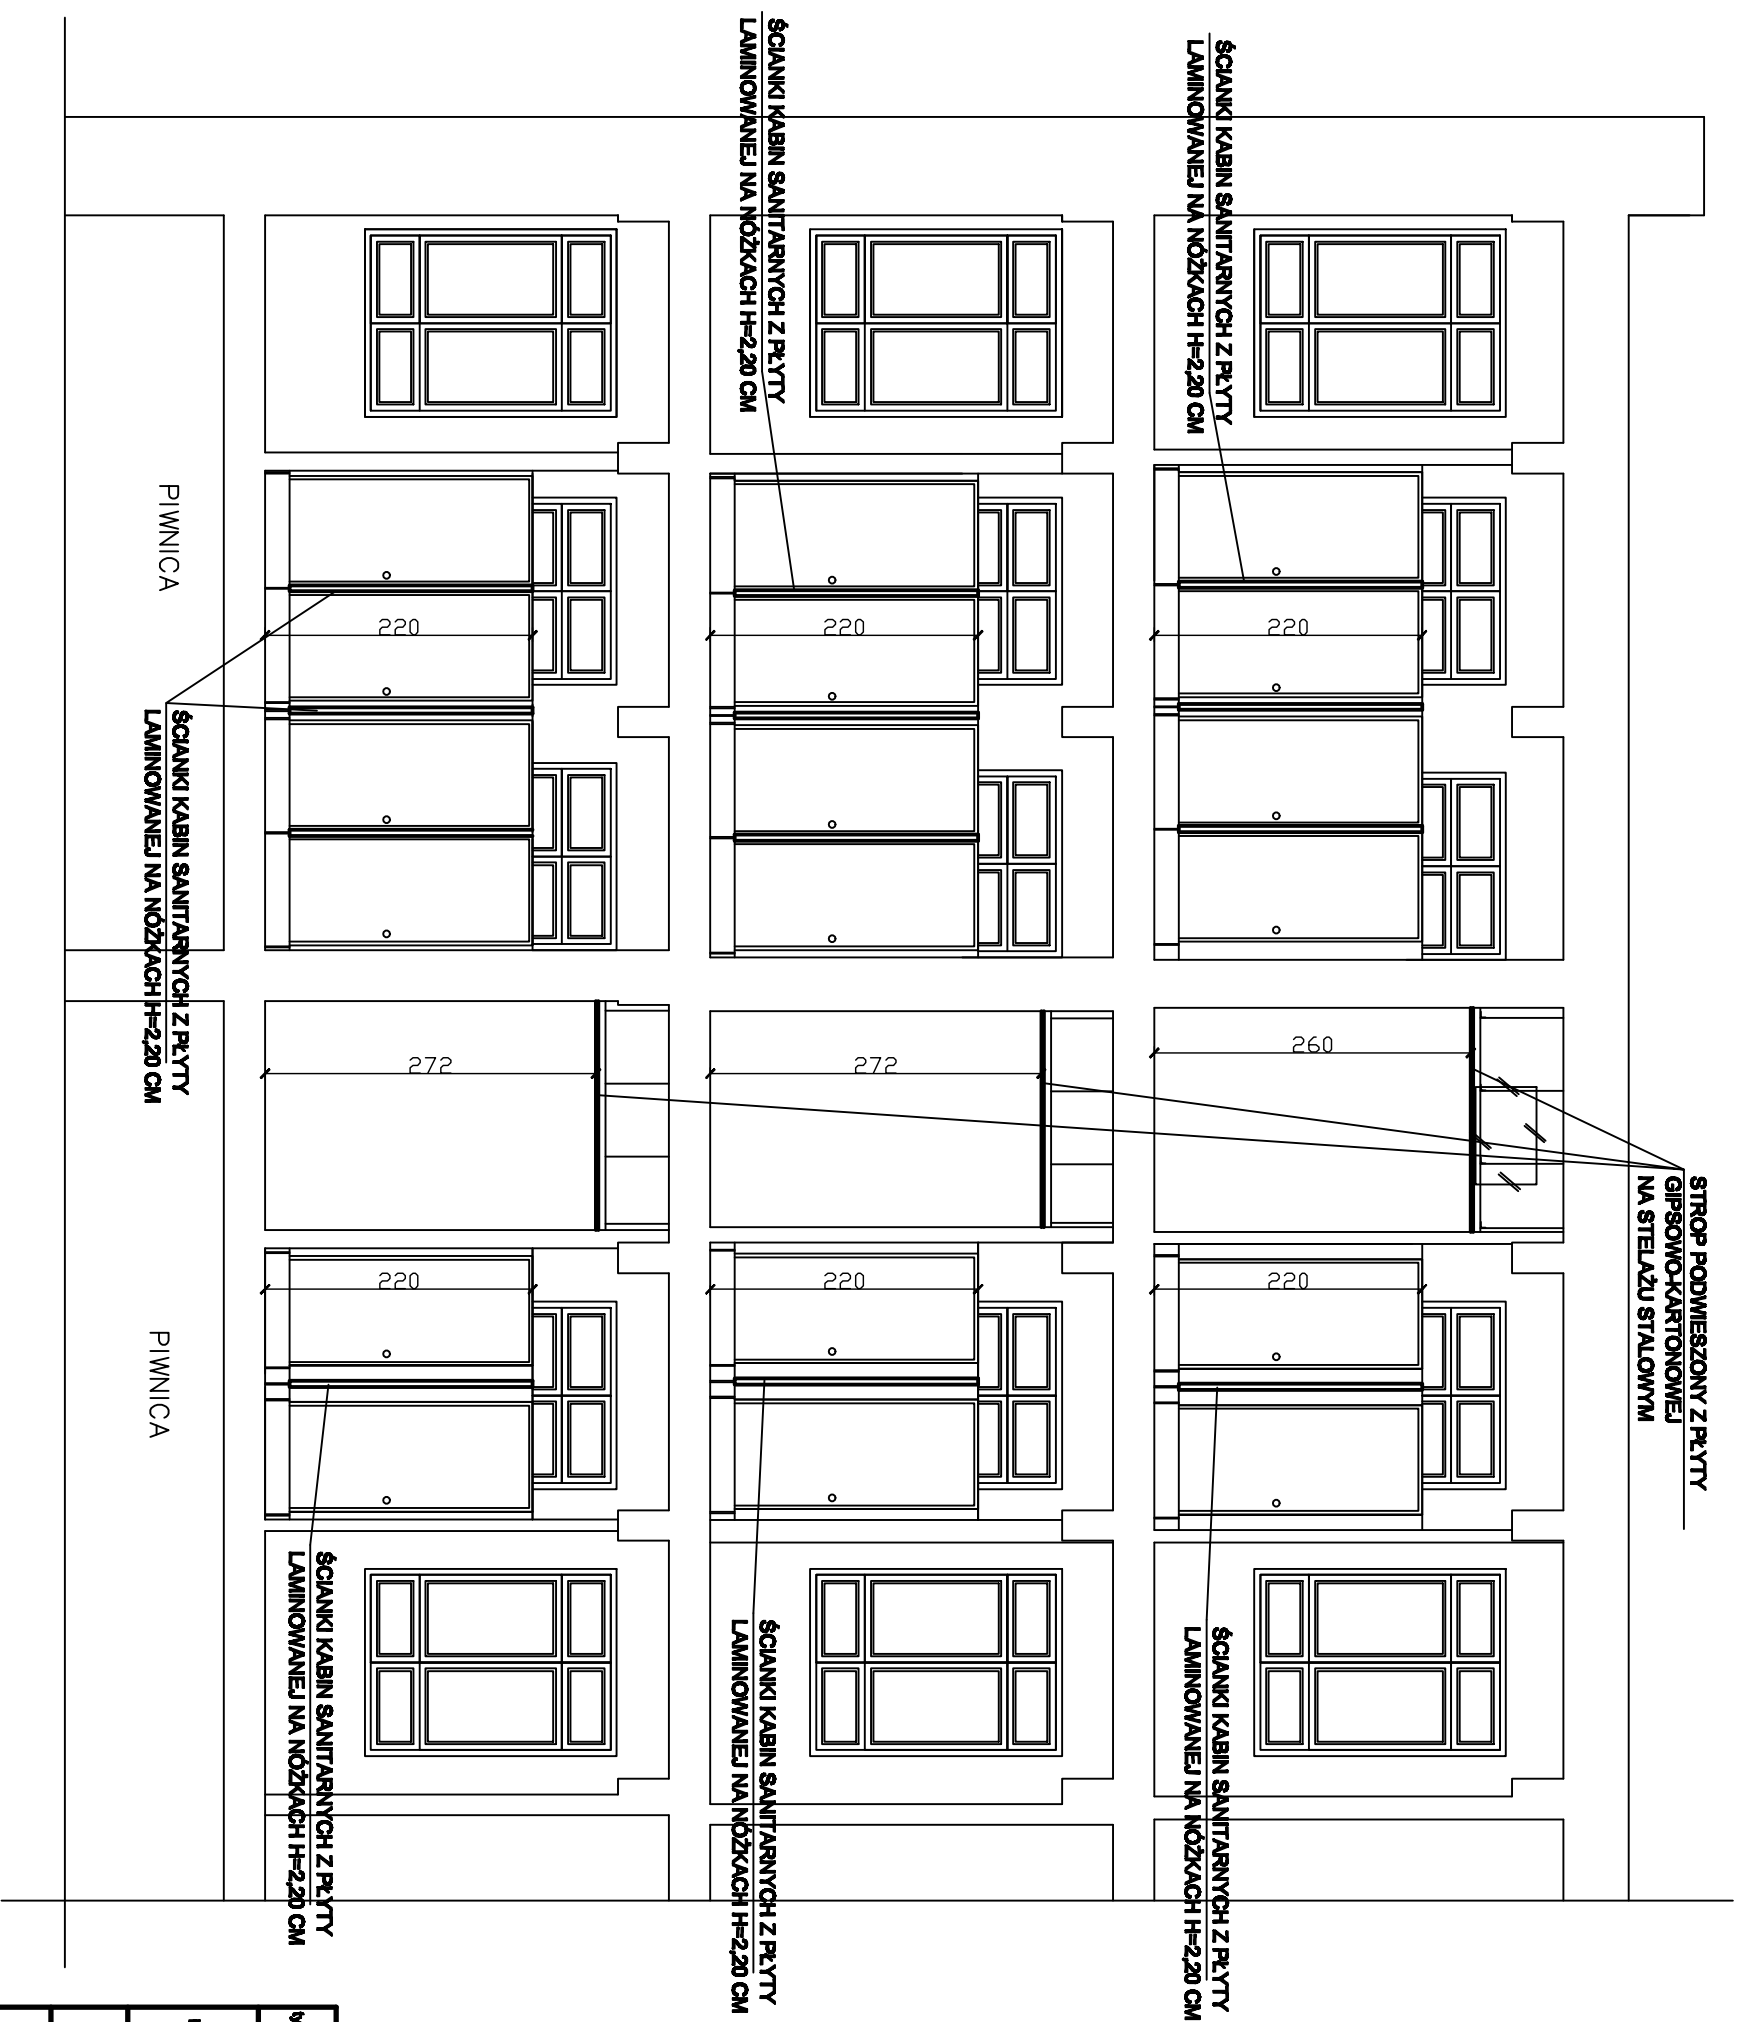 STROP PODWIESZONY Z PŁYTY
GIPSOWO-KARTONOWEJ
NA STELAŻU STALOWYM
ŚCIANKI KABIN SANITARNYCH Z PŁYTY
LAMINOWANEJ NA NÓŻKACH H=2,20 CM
220
260
220
ŚCIANKI KABIN SANITARNYCH Z PŁYTY
LAMINOWANEJ NA NÓŻKACH H=2,20 CM
ŚCIANKI KABIN SANITARNYCH Z PŁYTY
LAMINOWANEJ NA NÓŻKACH H=2,20 CM
220
272
220
ŚCIANKI KABIN SANITARNYCH Z PŁYTY
LAMINOWANEJ NA NÓŻKACH H=2,20 CM
220
272
220
ŚCIANKI KABIN SANITARNYCH Z PŁYTY
LAMINOWANEJ NA NÓŻKACH H=2,20 CM
ŚCIANKI KABIN SANITARNYCH Z PŁYTY
LAMINOWANEJ NA NÓŻKACH H=2,20 CM
PIWNICA
PIWNICA